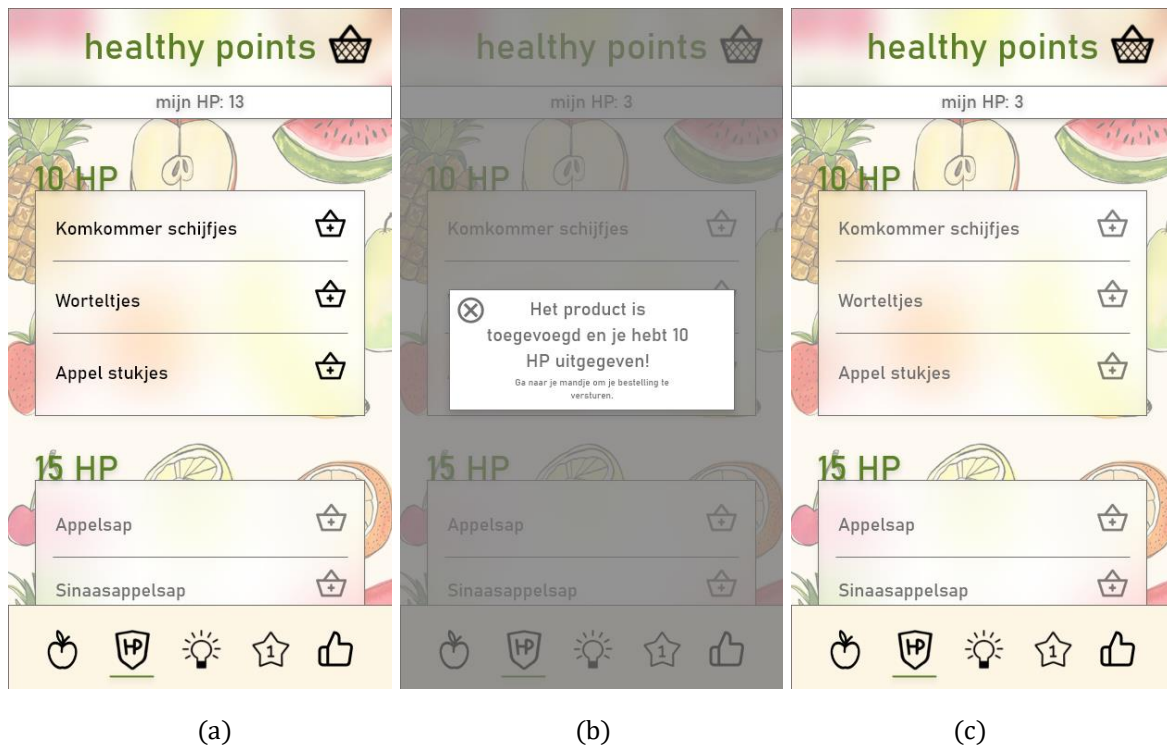 healthy points
mijn HP: 13
10 HP
Komkommer schijfjes
Worteltjes
Appel stukjes
15 HP
Appelsap
Sinaasappelsap
HP
1
(a)
healthy points
mijn HP: 3
10 HP
Komkommer schijfjes
Het product is
toegevoegd en je hebt 10
HP uitgegeven!
Ga naar je mandje om je bestelling te
versturen.
15 HP
Appelsap
Sinaasappelsap
HP
1
(b)
healthy points
mijn HP: 3
10 HP
Komkommer schijfjes
Worteltjes
Appel stukjes
15 HP
Appelsap
Sinaasappelsap
HP
1
(c)